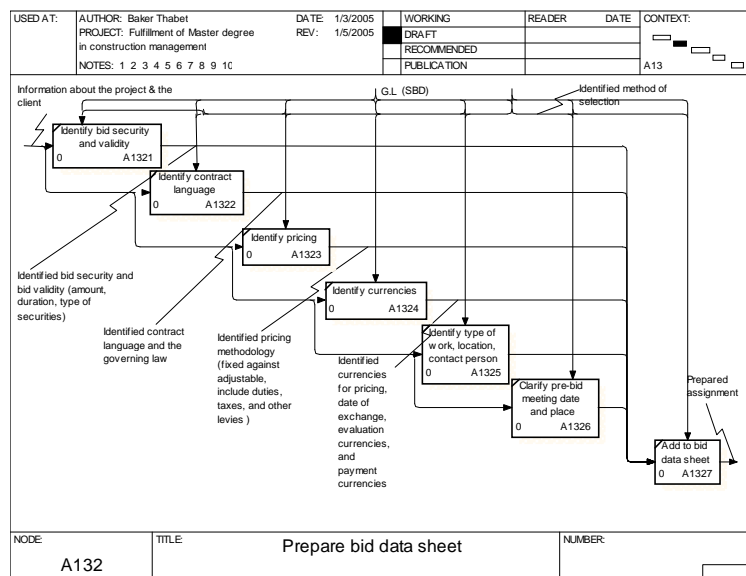 USED AT:
AUTHOR: Baker Thabet
DATE: 1/3/2005
PROJECT: Fulfillment of Master degree
in construction management
REV: 1/5/2005
NOTES: 1 2 3 4 5 6 7 8 9 10
WORKING
DRAFT
RECOMMENDED
PUBLICATION
READER
DATE
CONTEXT:
A13
Information about the project & the
client
G.L (SBD)
Identified method of
selection
Identify bid security
and validity
0 A1321
Identify contract
language
0 A1322
Identify pricing
0 A1323
Identify currencies
0 A1324
Identify type of
work, location,
contact person
0 A1325
Clarify pre-bid
meeting date
and place
0 A1326
Add to bid
data sheet
0 A1327
Identified bid security and
bid validity (amount,
duration, type of
securities)
Identified contract
language and the
governing law
Identified pricing
methodology
(fixed against
adjustable,
include duties,
taxes, and other
levies )
Identified
currencies
for pricing,
date of
exchange,
evaluation
currencies,
and
payment
currencies
Prepared
assignment
NODE:
A132
TITLE:
Prepare bid data sheet
NUMBER: